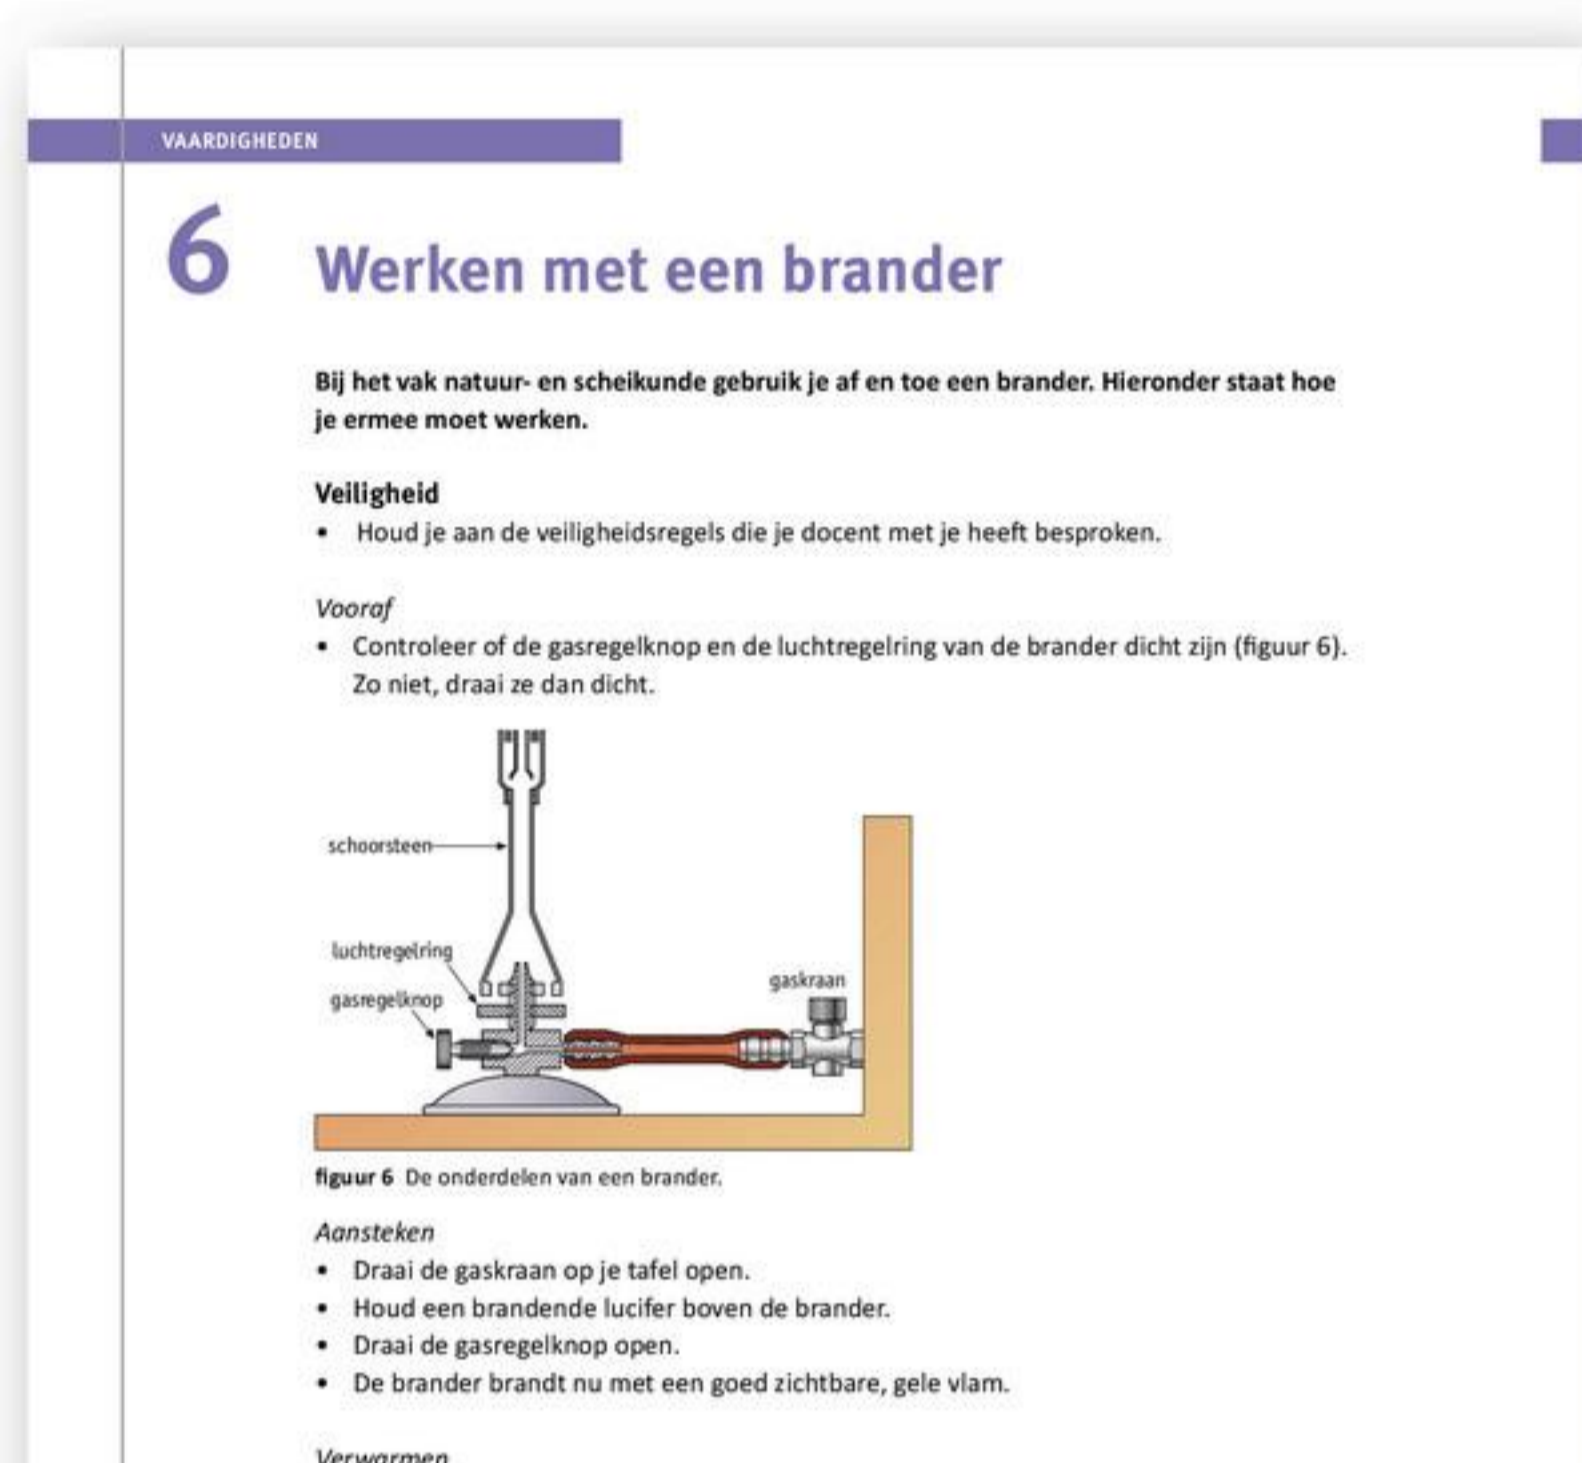 VAARDIGHEDEN
6 Werken met een brander
Bij het vak natuur- en scheikunde gebruik je af en toe een brander. Hieronder staat hoe
je ermee moet werken.
Veiligheid
• Houd je aan de veiligheidsregels die je docent met je heeft besproken.
Vooraf
• Controleer of de gasregelknop en de luchtregelring van de brander dicht zijn (figuur 6).
Zo niet, draai ze dan dicht.
schoorsteen
luchtregelring
gasregelknop
gaskraan
figuur 6 De onderdelen van een brander.
Aansteken
• Draai de gaskraan op je tafel open.
• Houd een brandende lucifer boven de brander.
• Draai de gasregelknop open.
• De brander brandt nu met een goed zichtbare, gele vlam.
Verwarmen